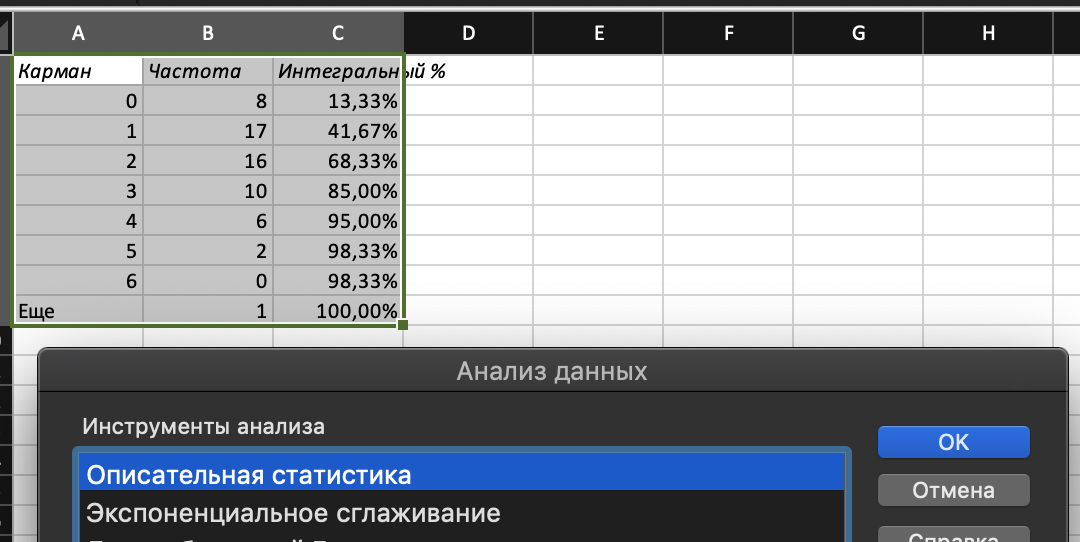 A B C D E F G H
Карман Частота Интегральный %
0 8 13,33%
1 17 41,67%
2 16 68,33%
3 10 85,00%
4 6 95,00%
5 2 98,33%
6 0 98,33%
Еще 1 100,00%
Анализ данных
Инструменты анализа
Описательная статистика
OK
Отмена
Экспоненциальное сглаживание
Справка